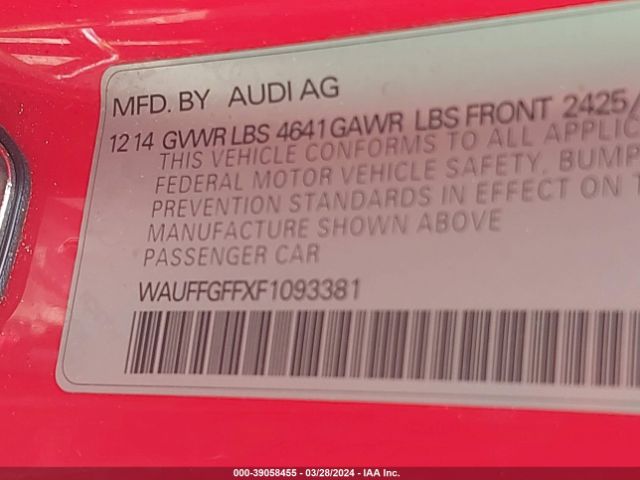 MFD. BY AUDI AG
12 14 GVWR LBS 4641 GAWR LBS FRONT 2425/
THIS VEHICLE CONFORMS TO ALL
FEDERAL MOTOR VEHICLE SAFETY,
PREVENTION STANDARDS IN EFFECT ON
MANUFACTURE SHOWN ABOVE
PASSENGER CAR
WAUFFGFFXF1093381
000-39058455 | 03/28/2024 | IAA Inc.